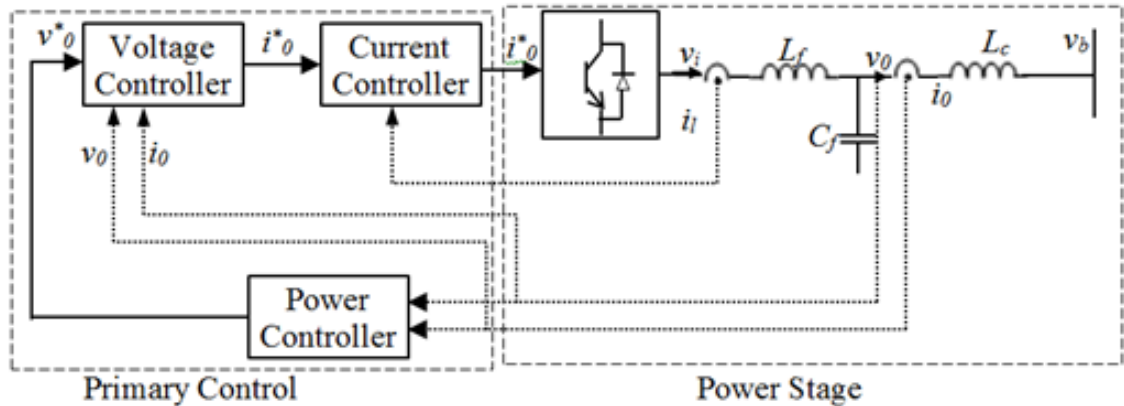 v*0
Voltage
Controller
i*0
Current
Controller
i*0
vi
Lf
v0
Lc
vb
il
i0
Cf
v0
i0
Power
Controller
Primary Control
Power Stage